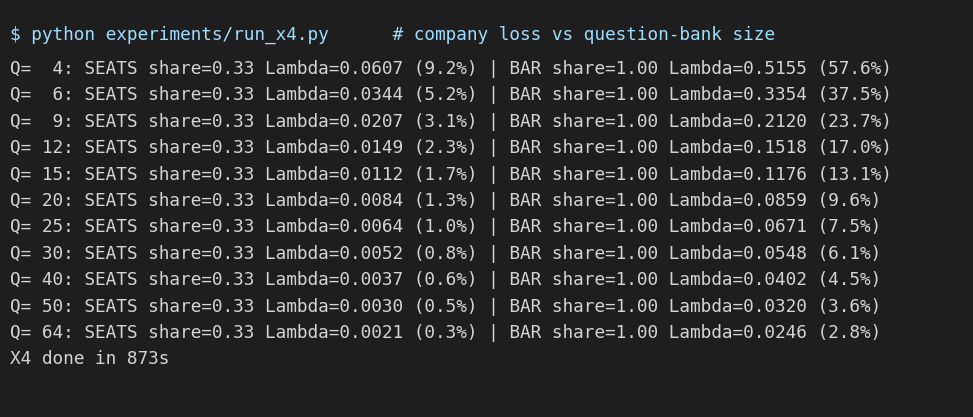 $ python experiments/run_x4.py      # company loss vs question-bank size
Q=  4: SEATS share=0.33 Lambda=0.0607 (9.2%) | BAR share=1.00 Lambda=0.5155 (57.6%)
Q=  6: SEATS share=0.33 Lambda=0.0344 (5.2%) | BAR share=1.00 Lambda=0.3354 (37.5%)
Q=  9: SEATS share=0.33 Lambda=0.0207 (3.1%) | BAR share=1.00 Lambda=0.2120 (23.7%)
Q= 12: SEATS share=0.33 Lambda=0.0149 (2.3%) | BAR share=1.00 Lambda=0.1518 (17.0%)
Q= 15: SEATS share=0.33 Lambda=0.0112 (1.7%) | BAR share=1.00 Lambda=0.1176 (13.1%)
Q= 20: SEATS share=0.33 Lambda=0.0084 (1.3%) | BAR share=1.00 Lambda=0.0859 (9.6%)
Q= 25: SEATS share=0.33 Lambda=0.0064 (1.0%) | BAR share=1.00 Lambda=0.0671 (7.5%)
Q= 30: SEATS share=0.33 Lambda=0.0052 (0.8%) | BAR share=1.00 Lambda=0.0548 (6.1%)
Q= 40: SEATS share=0.33 Lambda=0.0037 (0.6%) | BAR share=1.00 Lambda=0.0402 (4.5%)
Q= 50: SEATS share=0.33 Lambda=0.0030 (0.5%) | BAR share=1.00 Lambda=0.0320 (3.6%)
Q= 64: SEATS share=0.33 Lambda=0.0021 (0.3%) | BAR share=1.00 Lambda=0.0246 (2.8%)
X4 done in 873s